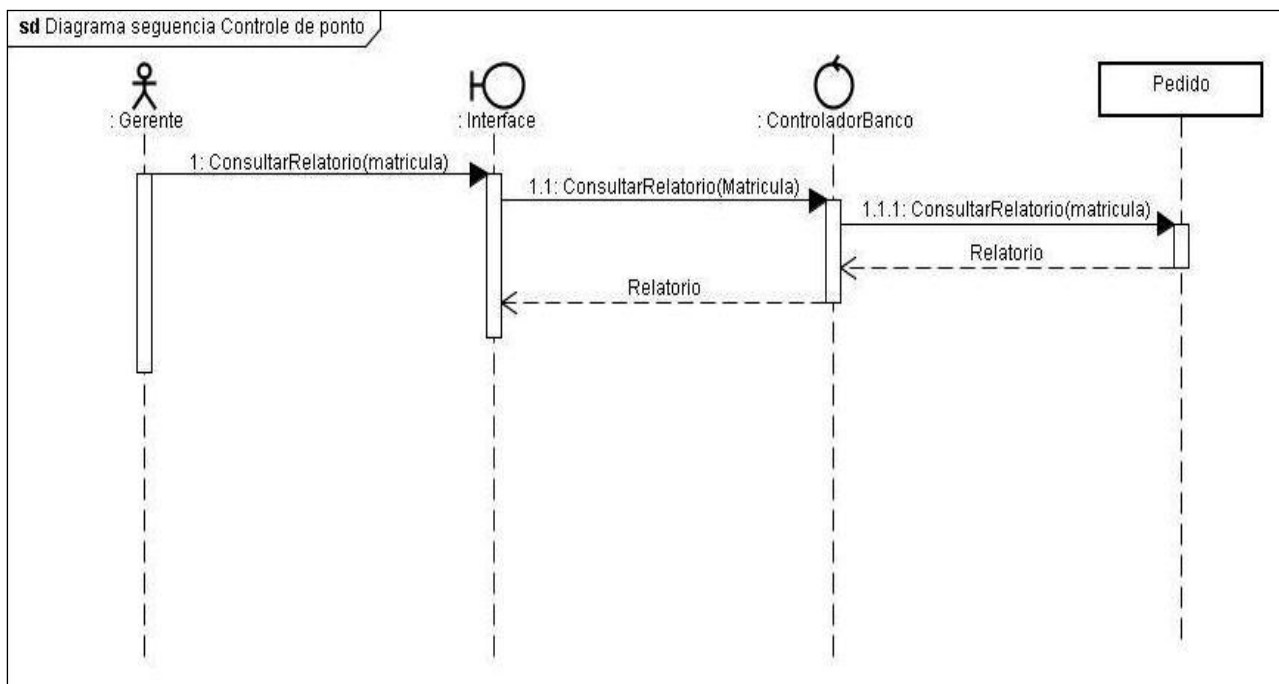 sd Diagrama seguencia Controle de ponto
: Gerente
: Interface
: ControladorBanco
Pedido
1: ConsultarRelatorio(matricula)
1.1: ConsultarRelatorio(Matricula)
1.1.1: ConsultarRelatorio(matricula)
Relatorio
Relatorio